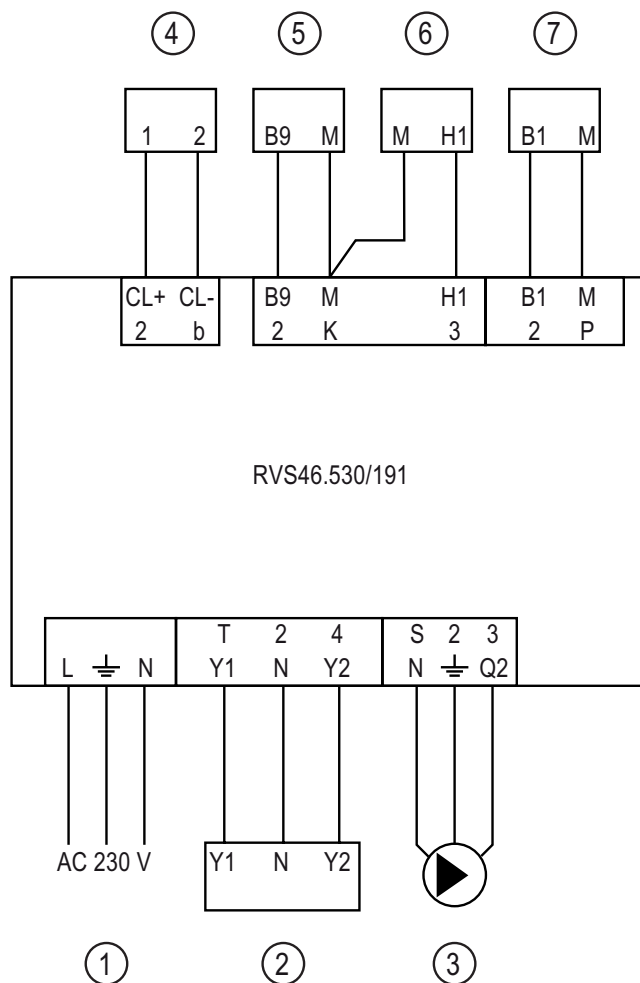 4 5 6 7
1 2 B9 M M H1 B1 M
CL+ CL- B9 M H1 B1 M
2 b 2 K 3 2 P
RVS46.530/191
T 2 4 S 2 3
L N Y1 N Y2 N Q2
AC 230 V Y1 N Y2
1 2 3